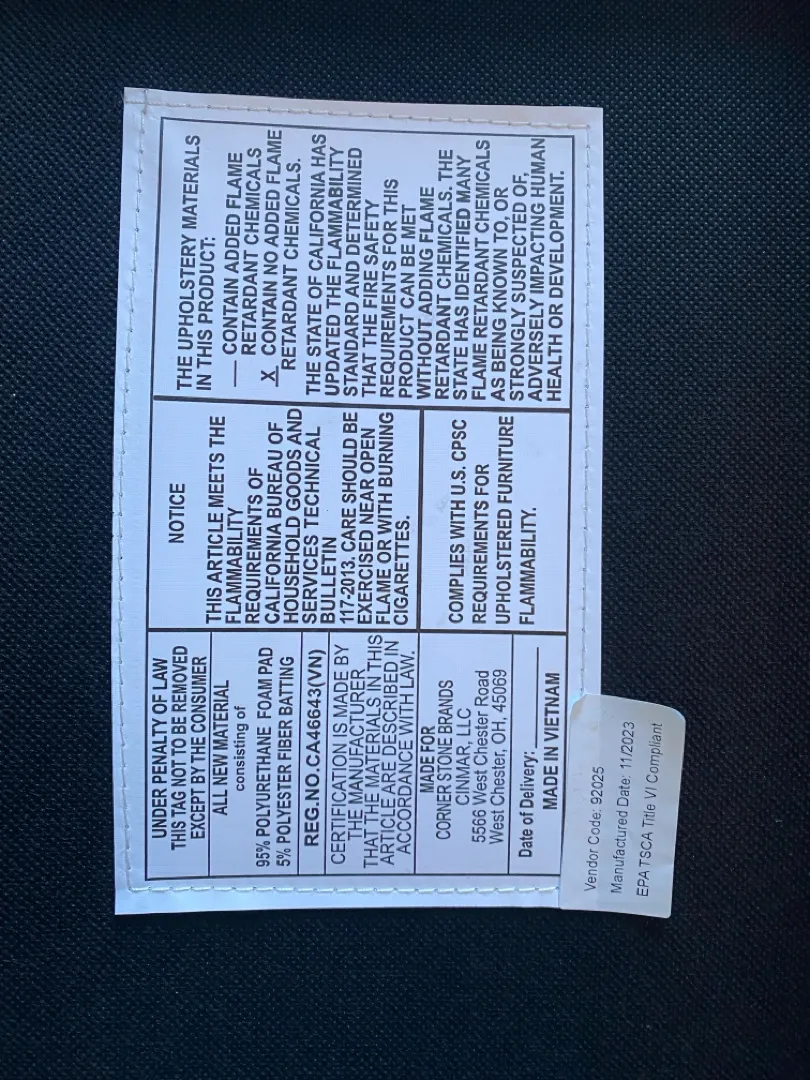 UNDER PENALTY OF LAW
THIS TAG NOT TO BE REMOVED
EXCEPT BY THE CONSUMER
ALL NEW MATERIAL
consisting of
95% POLYURETHANE FOAM PAD
5% POLYESTER FIBER BATTING
REG.NO.CA46643(VN)
CERTIFICATION IS MADE BY
THE MANUFACTURER
THAT THE MATERIALS IN THIS
ARTICLE ARE DESCRIBED IN
ACCORDANCE WITH LAW.
MADE FOR
CORNER STONE BRANDS
CINMAR, LLC
5566 West Chester Road
West Chester, OH, 45069
Date of Delivery:
MADE IN VIETNAM
NOTICE
THIS ARTICLE MEETS THE
FLAMMABILITY
REQUIREMENTS OF
CALIFORNIA BUREAU OF
HOUSEHOLD GOODS AND
SERVICES TECHNICAL
BULLETIN
117-2013. CARE SHOULD BE
EXERCISED NEAR OPEN
FLAME OR WITH BURNING
CIGARETTES.
COMPLIES WITH U.S. CPSC
REQUIREMENTS FOR
UPHOLSTERED FURNITURE
FLAMMABILITY.
THE UPHOLSTERY MATERIALS
IN THIS PRODUCT:
__ CONTAIN ADDED FLAME
RETARDANT CHEMICALS
X CONTAIN NO ADDED FLAME
RETARDANT CHEMICALS.
THE STATE OF CALIFORNIA HAS
UPDATED THE FLAMMABILITY
STANDARD AND DETERMINED
THAT THE FIRE SAFETY
REQUIREMENTS FOR THIS
PRODUCT CAN BE MET
WITHOUT ADDING FLAME
RETARDANT CHEMICALS. THE
STATE HAS IDENTIFIED MANY
FLAME RETARDANT CHEMICALS
AS BEING KNOWN TO, OR
STRONGLY SUSPECTED OF,
ADVERSELY IMPACTING HUMAN
HEALTH OR DEVELOPMENT.
Vendor Code: 92025
Manufactured Date: 11/2023
EPA TSCA Title VI Compliant